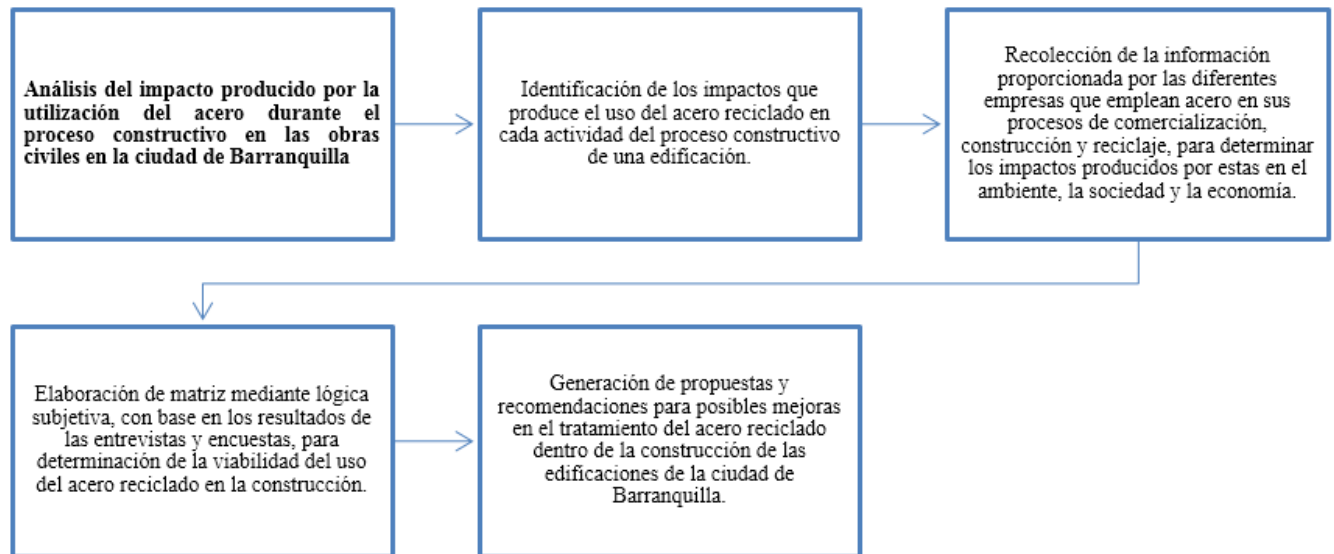 Análisis del impacto producido por la
utilización del acero durante el
proceso constructivo en las obras
civiles en la ciudad de Barranquilla
Identificación de los impactos que
produce el uso del acero reciclado en
cada actividad del proceso constructivo
de una edificación.
Recolección de la información
proporcionada por las diferentes
empresas que emplean acero en sus
procesos de comercialización,
construcción y reciclaje, para determinar
los impactos producidos por estas en el
ambiente, la sociedad y la economía.
Elaboración de matriz mediante lógica
subjetiva, con base en los resultados de
las entrevistas y encuestas, para
determinación de la viabilidad del uso
del acero reciclado en la construcción.
Generación de propuestas y
recomendaciones para posibles mejoras
en el tratamiento del acero reciclado
dentro de la construcción de las
edificaciones de la ciudad de
Barranquilla.